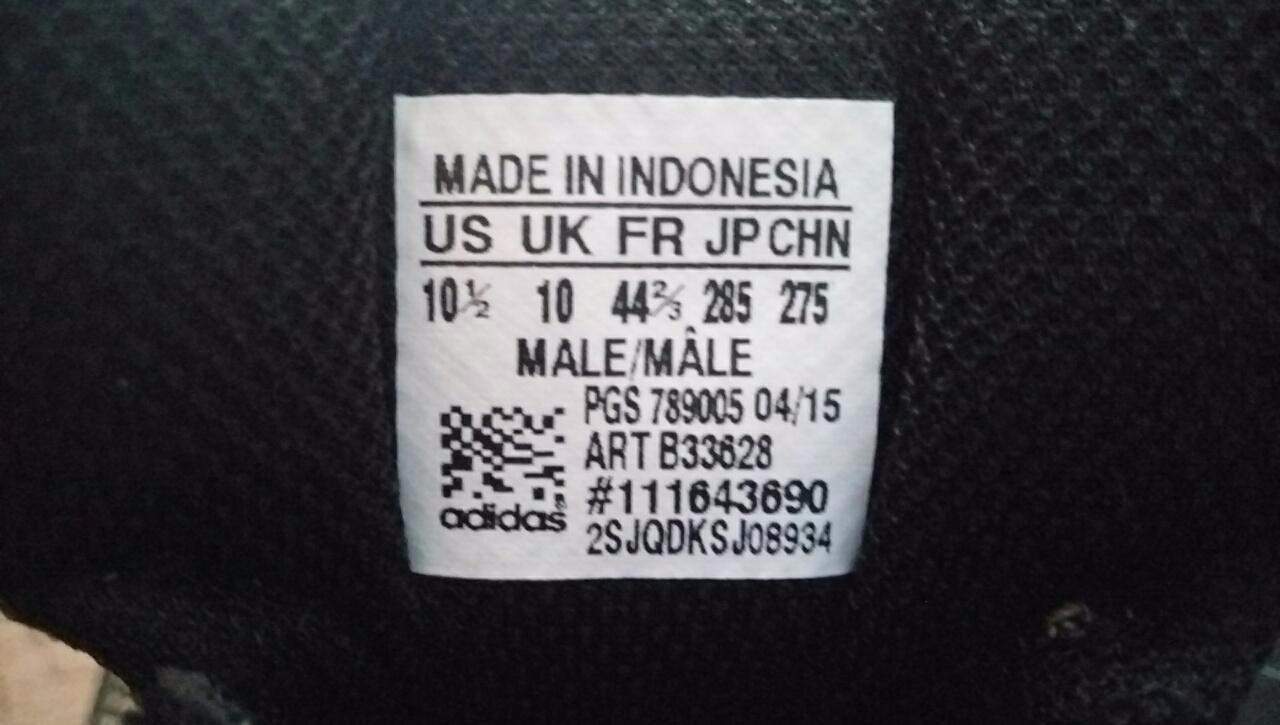 MADE IN INDONESIA
US UK FR JP CHN
10½ 10 44⅔ 285 275
MALE/MÂLE
PGS 789005 04/15
ART B33628
#111643690
adidas®
2SJQDKSJ08934